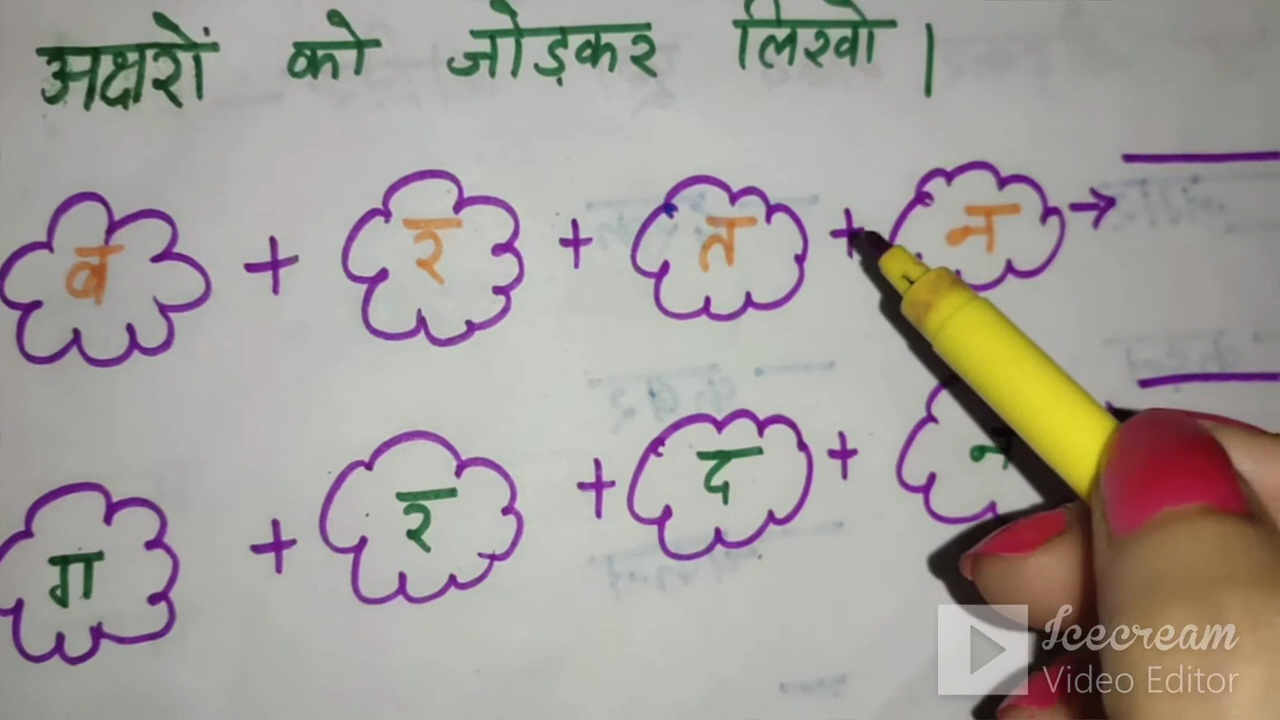 अक्षरों को जोड़कर लिखो।
ब + र + त + न →
ग + र + द + न
Icecream
Video Editor